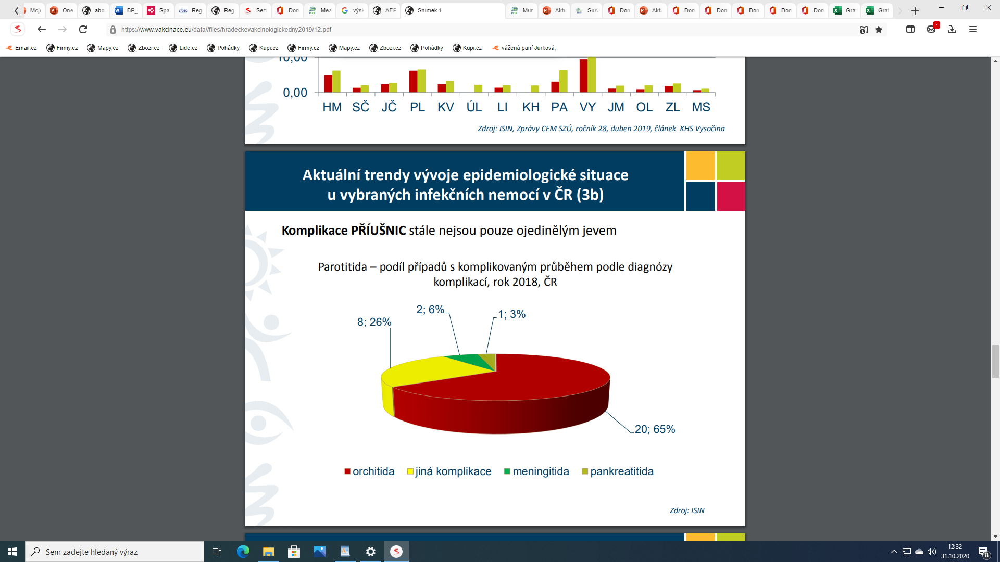 Moje
One
abou
BP_
Spa
ÚZIS Reg
Reg
Sez
Don
Mea
výsk
AEF
Snímek 1
Mun
Aktu
Surv
Don
Aktu
Don
Don
Don
Don
Don
Graf
Graf
https://www.vakcinace.eu/data//files/hradeckevakcinologickedny2019/12.pdf
Email.cz Firmy.cz Mapy.cz Zbozi.cz Lide.cz Pohádky Kupi.cz Firmy.cz Mapy.cz Zbozi.cz Pohádky Kupi.cz vážená paní Jurková,
10,00
0,00
HM SČ JČ PL KV ÚL LI KH PA VY JM OL ZL MS
Zdroj: ISIN, Zprávy CEM SZÚ, ročník 28, duben 2019, článek KHS Vysočina
Aktuální trendy vývoje epidemiologické situace
u vybraných infekčních nemocí v ČR (3b)
Komplikace PŘÍUŠNIC stále nejsou pouze ojedinělým jevem
Parotitida – podíl případů s komplikovaným průběhem podle diagnózy
komplikací, rok 2018, ČR
2; 6%
1; 3%
8; 26%
20; 65%
orchitida jiná komplikace meningitida pankreatitida
Zdroj: ISIN
Sem zadejte hledaný výraz
12:32
31.10.2020
8